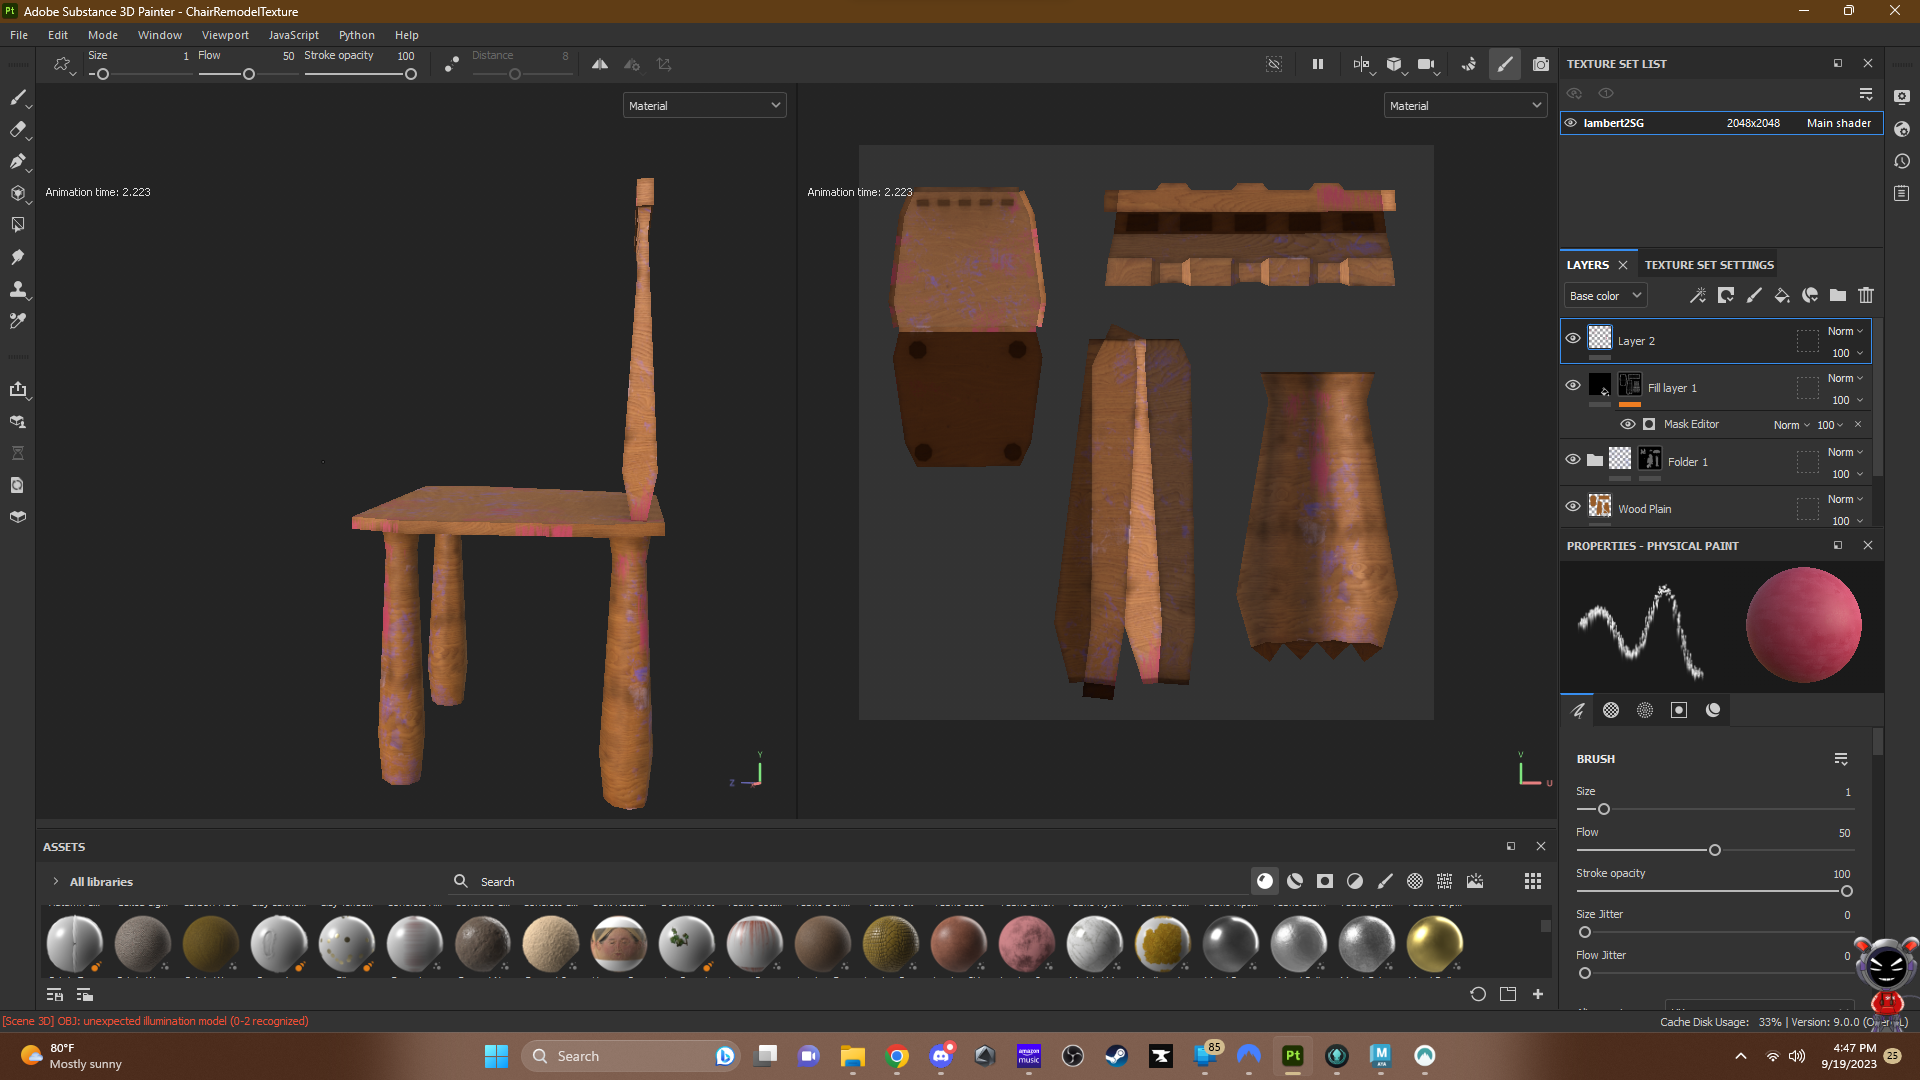 Pt Adobe Substance 3D Painter - ChairRemodelTexture
File Edit Mode Window Viewport JavaScript Python Help
Size 1 Flow 50 Stroke opacity 100 Distance 8
Material
Material
Animation time: 2.223
Animation time: 2.223
Y
Z
V
U
TEXTURE SET LIST
lambert2SG 2048x2048 Main shader
LAYERS TEXTURE SET SETTINGS
Base color
Layer 2 Norm 100
Fill layer 1 Norm 100
Mask Editor Norm 100
Folder 1 Norm 100
Wood Plain Norm 100
PROPERTIES - PHYSICAL PAINT
BRUSH
Size 1
Flow 50
Stroke opacity 100
Size Jitter 0
Flow Jitter 0
ASSETS
All libraries
Search
[Scene 3D] OBJ: unexpected illumination model (0-2 recognized)
Cache Disk Usage: 33% | Version: 9.0.0
80°F
Mostly sunny
Search
amazon music
85
Pt
M
4:47 PM
9/19/2023
25